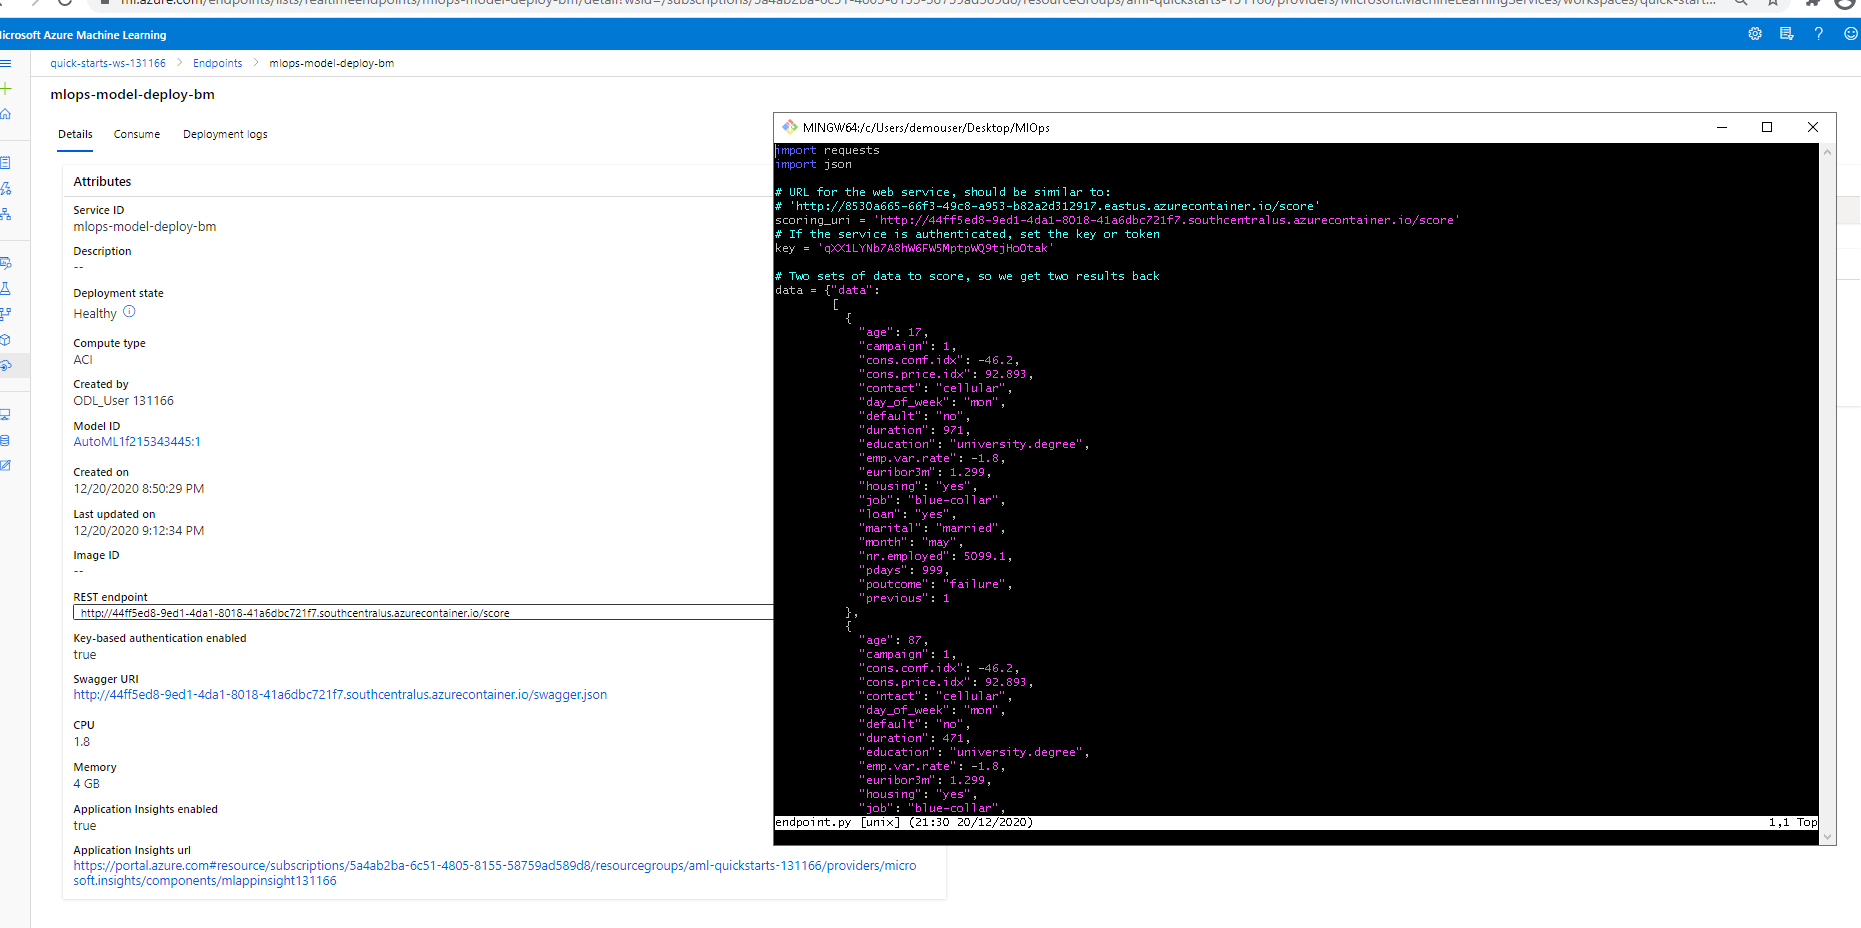 ml.azure.com/endpoints/lists/realtimeendpoints/mlops-model-deploy-bm/detail?wsid=/subscriptions/5a4ab2ba-6c51-4805-8155-58759ad589d8/resourceGroups/aml-quickstarts-131166/providers/Microsoft.MachineLearningServices/workspaces/quick-start...
icrosoft Azure Machine Learning
quick-starts-ws-131166 > Endpoints > mlops-model-deploy-bm
mlops-model-deploy-bm
Details Consume Deployment logs
Attributes
Service ID
mlops-model-deploy-bm
Description
--
Deployment state
Healthy
Compute type
ACI
Created by
ODL_User 131166
Model ID
AutoML1f215343445:1
Created on
12/20/2020 8:50:29 PM
Last updated on
12/20/2020 9:12:34 PM
Image ID
--
REST endpoint
http://44ff5ed8-9ed1-4da1-8018-41a6dbc721f7.southcentralus.azurecontainer.io/score
Key-based authentication enabled
true
Swagger URI
http://44ff5ed8-9ed1-4da1-8018-41a6dbc721f7.southcentralus.azurecontainer.io/swagger.json
CPU
1.8
Memory
4 GB
Application Insights enabled
true
Application Insights url
https://portal.azure.com#resource/subscriptions/5a4ab2ba-6c51-4805-8155-58759ad589d8/resourcegroups/aml-quickstarts-131166/providers/micro
soft.insights/components/mlappinsight131166
MINGW64:/c/Users/demouser/Desktop/MlOps
import requests
import json
# URL for the web service, should be similar to:
# 'http://8530a665-66f3-49c8-a953-b82a2d312917.eastus.azurecontainer.io/score'
scoring_uri = 'http://44ff5ed8-9ed1-4da1-8018-41a6dbc721f7.southcentralus.azurecontainer.io/score'
# If the service is authenticated, set the key or token
key = 'qXX1LYNb7A8hW6FW5MptpWQ9tjHoOtak'
# Two sets of data to score, so we get two results back
data = {"data":
[
{
"age": 17,
"campaign": 1,
"cons.conf.idx": -46.2,
"cons.price.idx": 92.893,
"contact": "cellular",
"day_of_week": "mon",
"default": "no",
"duration": 971,
"education": "university.degree",
"emp.var.rate": -1.8,
"euribor3m": 1.299,
"housing": "yes",
"job": "blue-collar",
"loan": "yes",
"marital": "married",
"month": "may",
"nr.employed": 5099.1,
"pdays": 999,
"poutcome": "failure",
"previous": 1
},
{
"age": 87,
"campaign": 1,
"cons.conf.idx": -46.2,
"cons.price.idx": 92.893,
"contact": "cellular",
"day_of_week": "mon",
"default": "no",
"duration": 471,
"education": "university.degree",
"emp.var.rate": -1.8,
"euribor3m": 1.299,
"housing": "yes",
"job": "blue-collar",
endpoint.py [unix] (21:30 20/12/2020) 1,1 Top